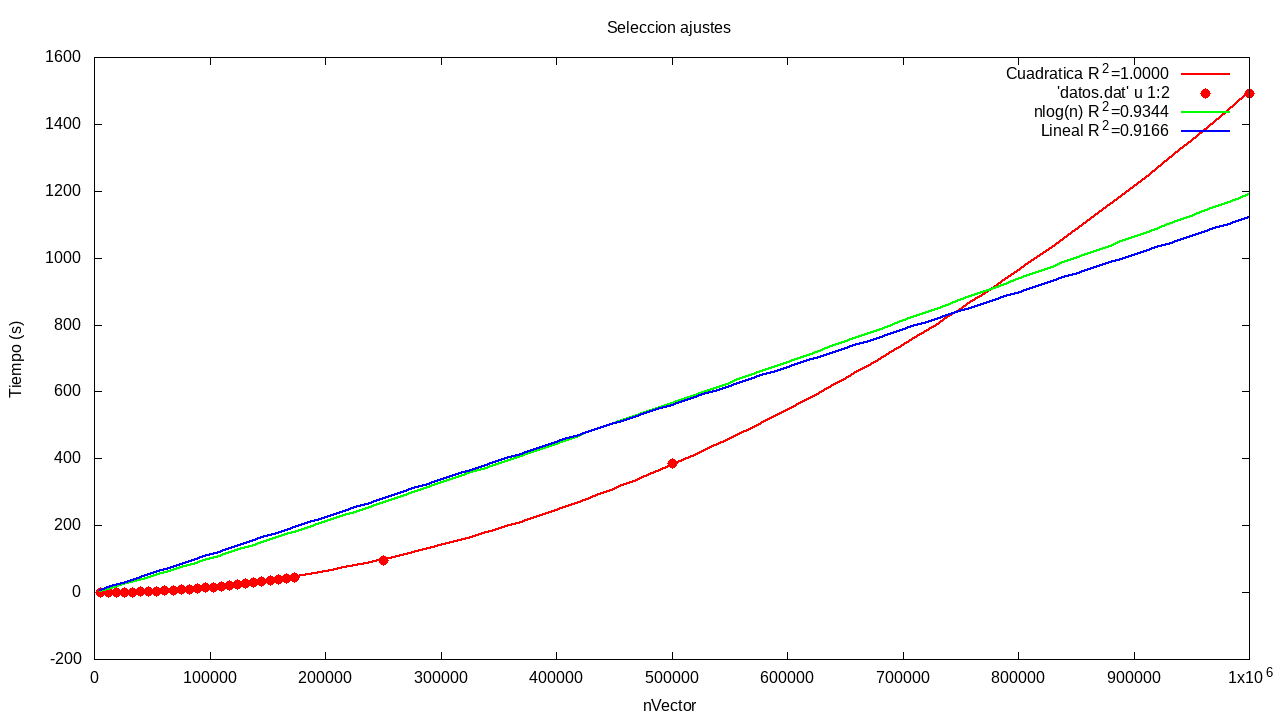 Seleccion ajustes
1600
1400
1200
1000
800
600
400
200
0
-200
Tiempo (s)
Cuadratica R²=1.0000
'datos.dat' u 1:2
nlog(n) R²=0.9344
Lineal R²=0.9166
0 100000 200000 300000 400000 500000 600000 700000 800000 900000 1x10⁶
nVector